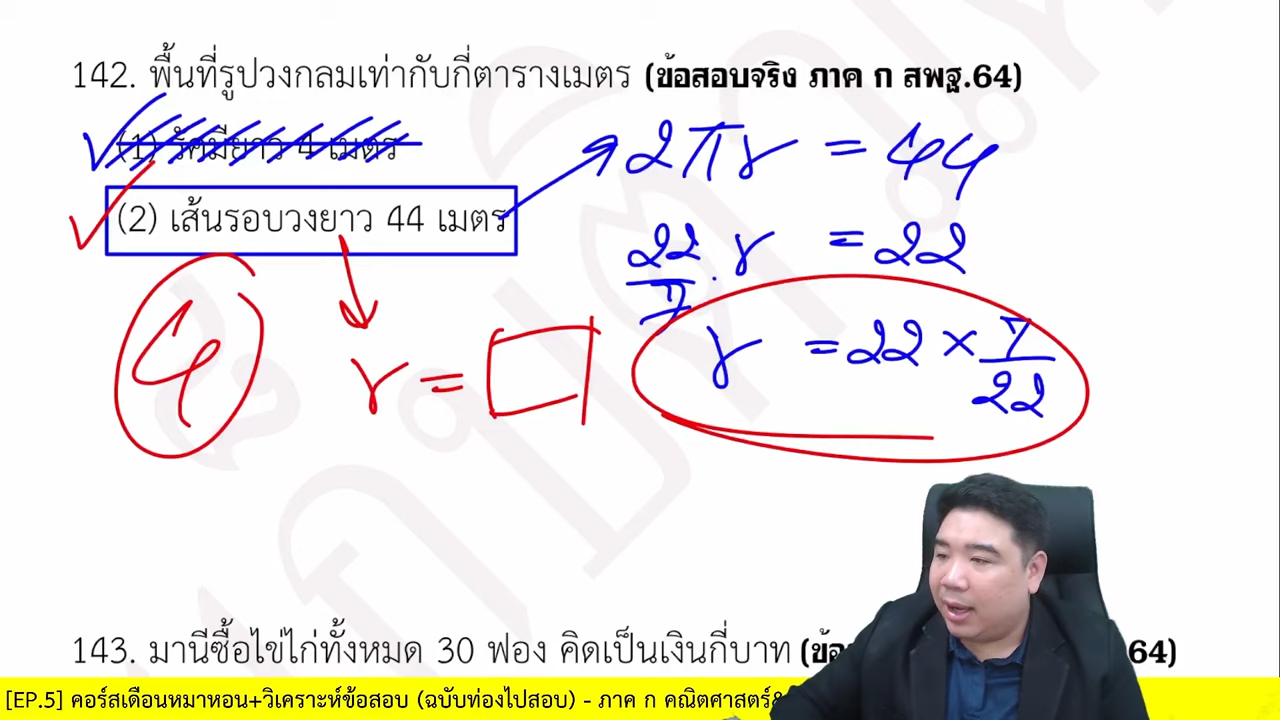 142. พื้นที่รูปวงกลมเท่ากับกี่ตารางเมตร (ข้อสอบจริง ภาค ก สพฐ.64)
(1) รัศมียาว 4 เมตร
2πr = 44
(2) เส้นรอบวงยาว 44 เมตร
22/7 . r = 22
4
r =
r = 22 × 7/22
143. มานีซื้อไข่ไก่ทั้งหมด 30 ฟอง คิดเป็นเงินกี่บาท (ข้อ 64)
[EP.5] คอร์สเดือนหมาหอน+วิเคราะห์ข้อสอบ (ฉบับท่องไปสอบ) - ภาค ก คณิตศาสตร์